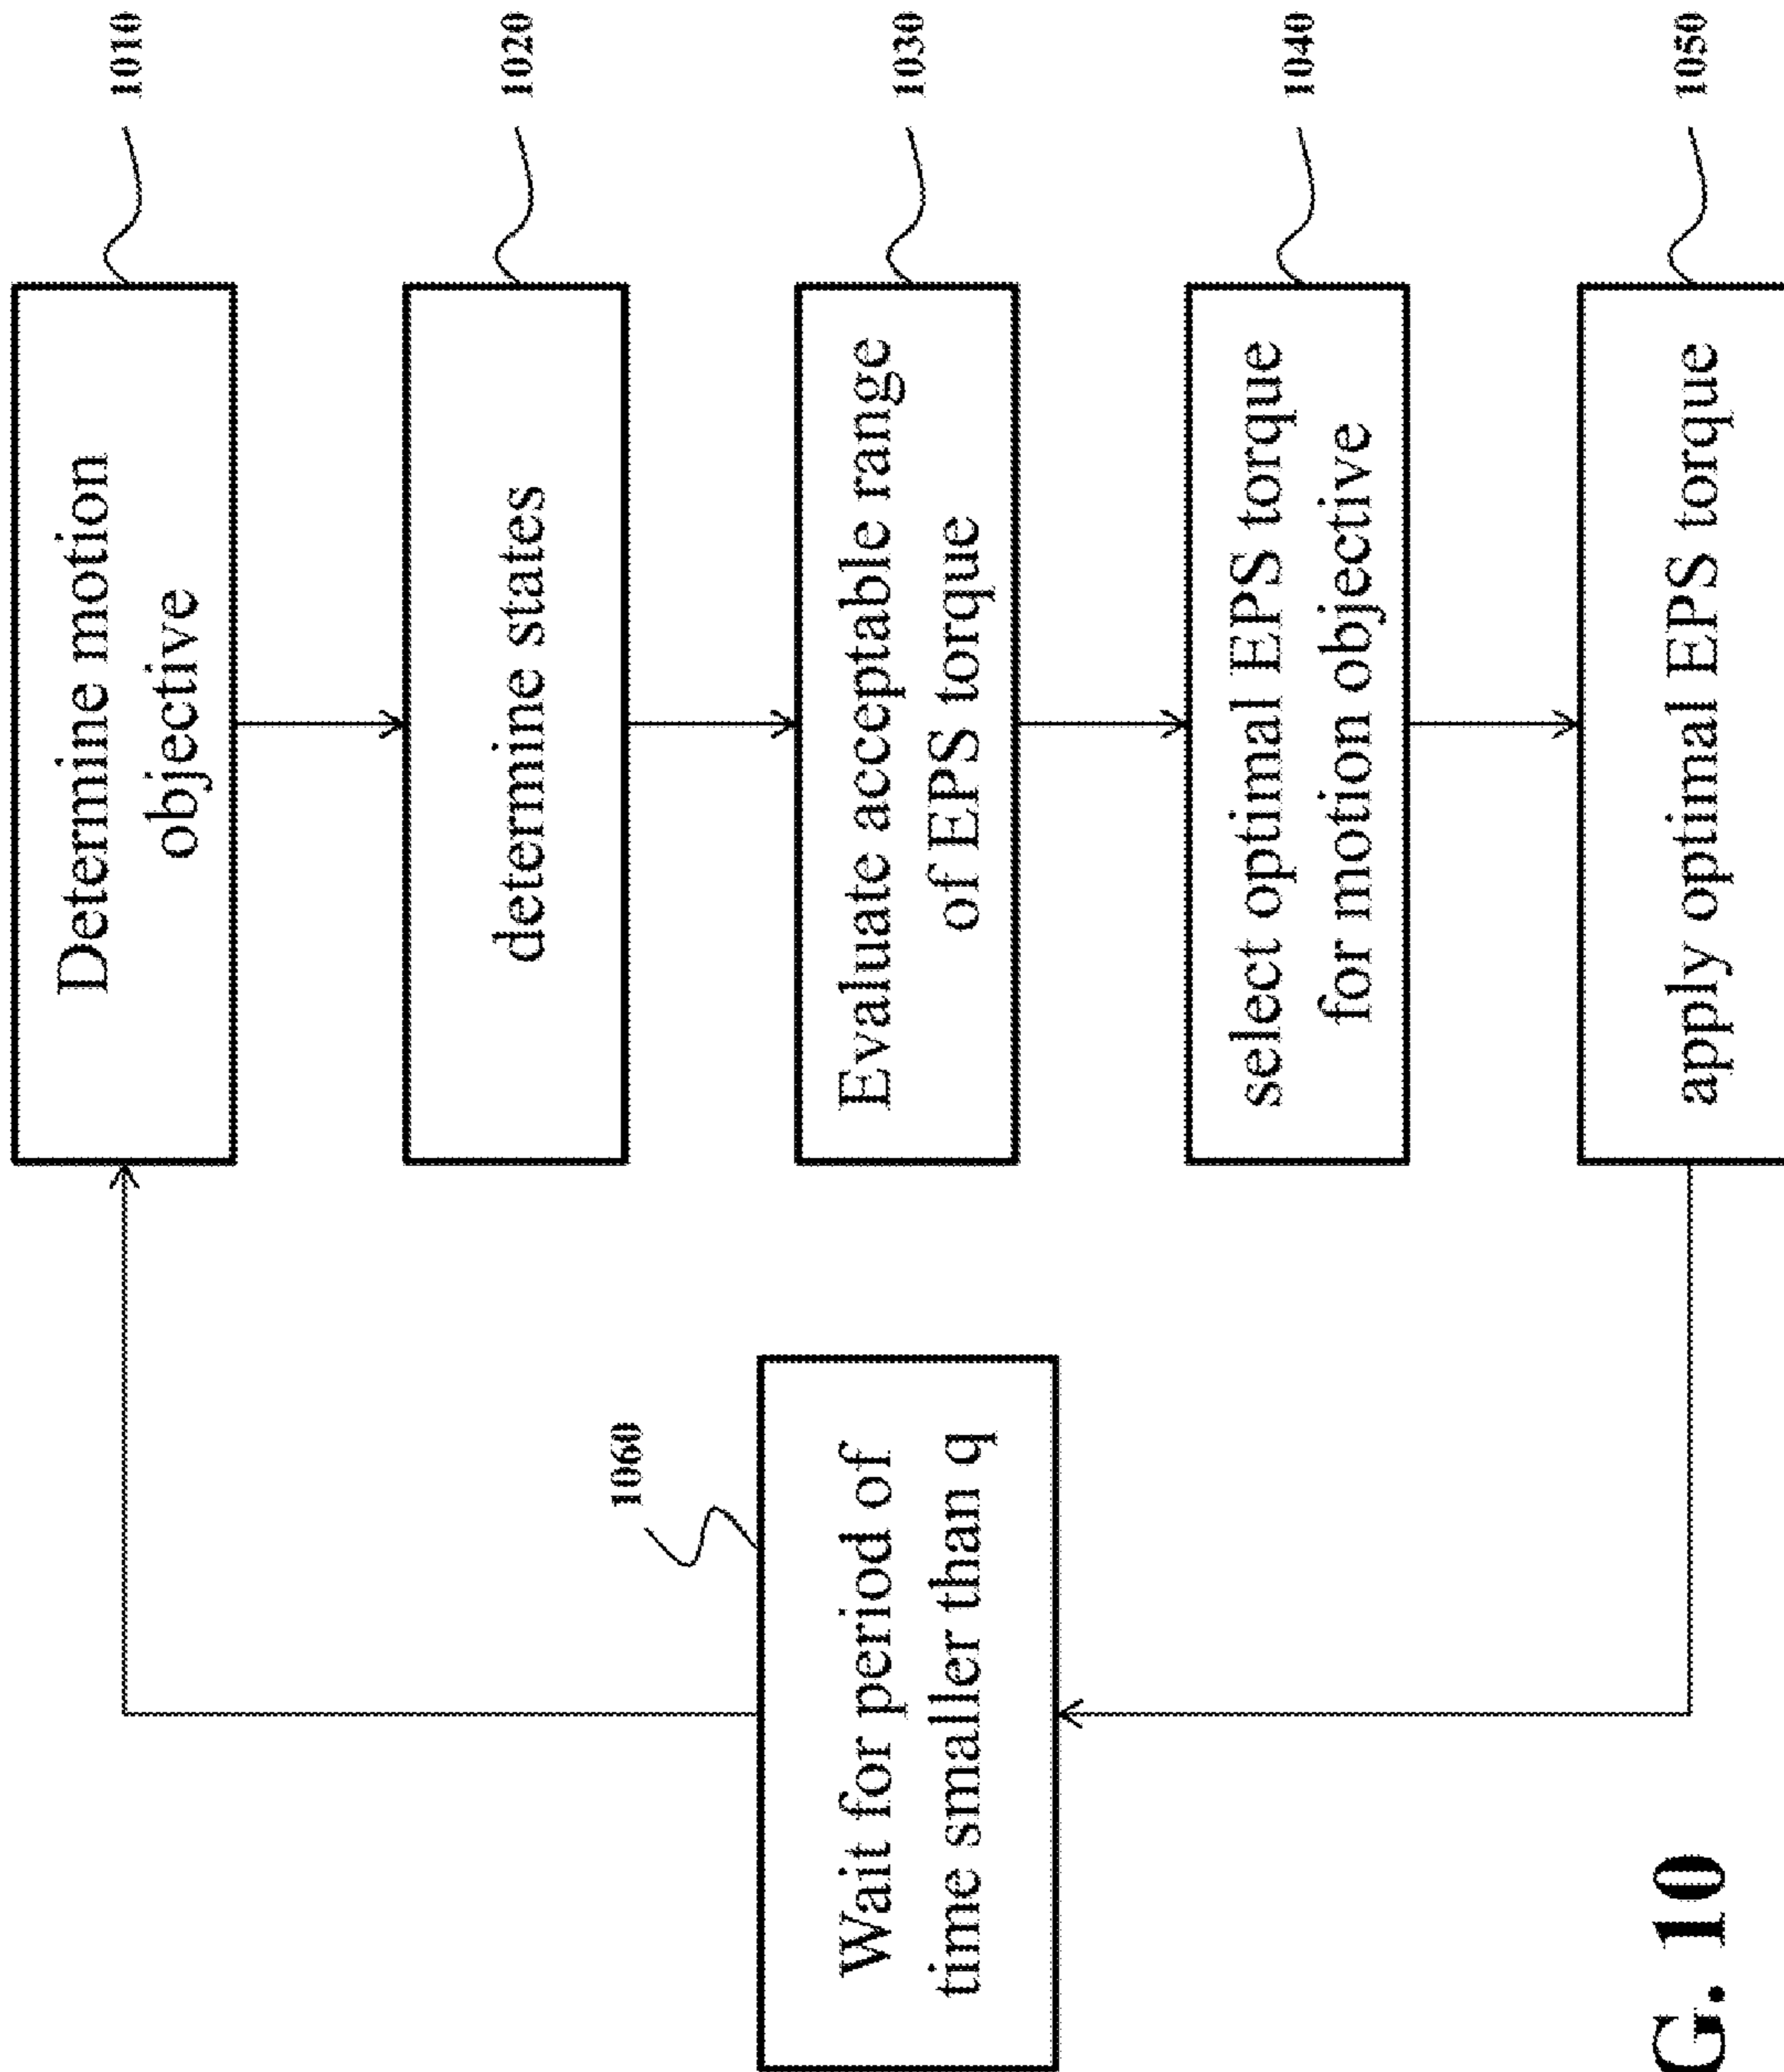 Determine motion
objective
1010
determine states
1020
Evaluate acceptable range
of EPS torque
1030
select optimal EPS torque
for motion objective
1040
apply optimal EPS torque
1050
1060
Wait for period of
time smaller than q
G. 10